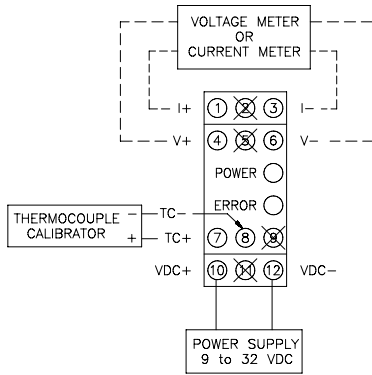 VOLTAGE METER
OR
CURRENT METER
I+ 1 2 3 I−
V+ 4 5 6 V−
POWER
ERROR
THERMOCOUPLE
CALIBRATOR
− TC−
+ TC+
7 8 9
VDC+ 10 11 12 VDC−
POWER SUPPLY
9 to 32 VDC